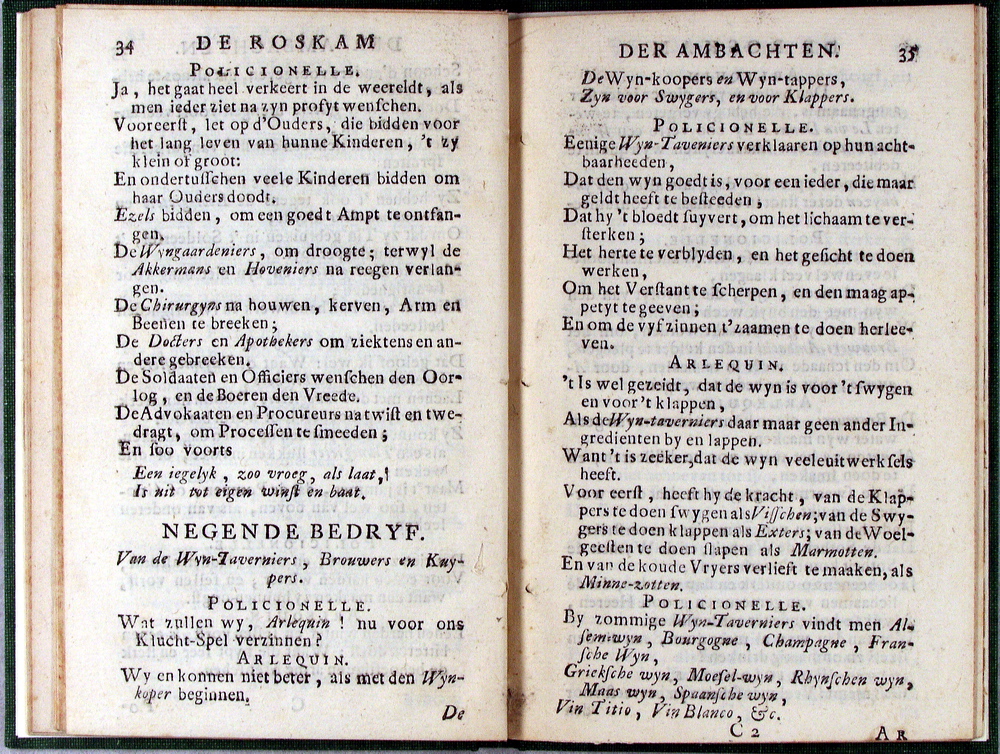 34 DE ROSKAM
POLICIONELLE.
Ja, het gaat heel verkeert in de weereldt, als
men ieder ziet na zyn profyt wenschen.
Vooreerst, let op d'Ouders, die bidden voor
het lang leven van hunne Kinderen, 't zy
klein of groot:
En ondertusschen veele Kinderen bidden om
haar Ouders doodt.
Ezels bidden, om een goedt Ampt te ontfan-
gen.
De Wyngaardeniers, om droogte; terwyl de
Akkermans en Hoveniers na reegen verlan-
gen.
De Chirurgyns na houwen, kerven, Arm en
Beenen te breeken;
De Docters en Apothekers om ziektens en an-
dere gebreeken.
De Soldaaten en Officiers wenschen den Oor-
log, en de Boeren den Vreede.
De Advokaaten en Procureurs na twist en twe-
dragt, om Processen te smeeden;
En soo voorts
Een iegelyk, zoo vroeg, als laat,
Is uit tot eigen winst en baat.
NEGENDE BEDRYF.
Van de Wyn-Taverniers, Brouwers en Kuy-
pers.
POLICIONELLE.
Wat zullen wy, Arlequin! nu voor ons
Klucht-Spel verzinnen?
ARLEQUIN.
Wy en konnen niet beter, als met den Wyn-
koper beginnen.
De
DER AMBACHTEN. 35
De Wyn-koopers en Wyn-tappers,
Zyn voor Swygers, en voor Klappers.
POLICIONELLE.
Eenige Wyn-Taveniers verklaaren op hun acht-
baarheeden,
Dat den wyn goedt is, voor een ieder, die maar
geldt heeft te besteeden;
Dat hy 't bloedt suyvert, om het lichaam te ver-
sterken;
Het herte te verblyden, en het gesicht te doen
werken,
Om het Verstant te scherpen, en den maag ap-
petyt te geeven;
En om de vyf zinnen t'zaamen te doen herlee-
ven.
ARLEQUIN.
't Is wel gezeidt, dat de wyn is voor 't swygen
en voor 't klappen,
Als de Wyn-taverniers daar maar geen ander In-
gredienten by en lappen.
Want 't is zeeker, dat de wyn veele uitwerksels
heeft.
Voor eerst, heeft hy de kracht, van de Klap-
pers te doen swygen als Visschen; van de Swy-
gers te doen klappen als Exters; van de Woel-
geesten te doen slapen als Marmotten.
En van de koude Vryers verlieft te maaken, als
Minne-zotten.
POLICIONELLE.
By zommige Wyn-Taverniers vindt men Al-
sem-wyn, Bourgogne, Champagne, Fran-
sche Wyn,
Grieksche wyn, Moesel-wyn, Rhynschen wyn,
Maas wyn, Spaansche wyn,
Vin Titio, Vin Blanco, &c.
C 2 AR